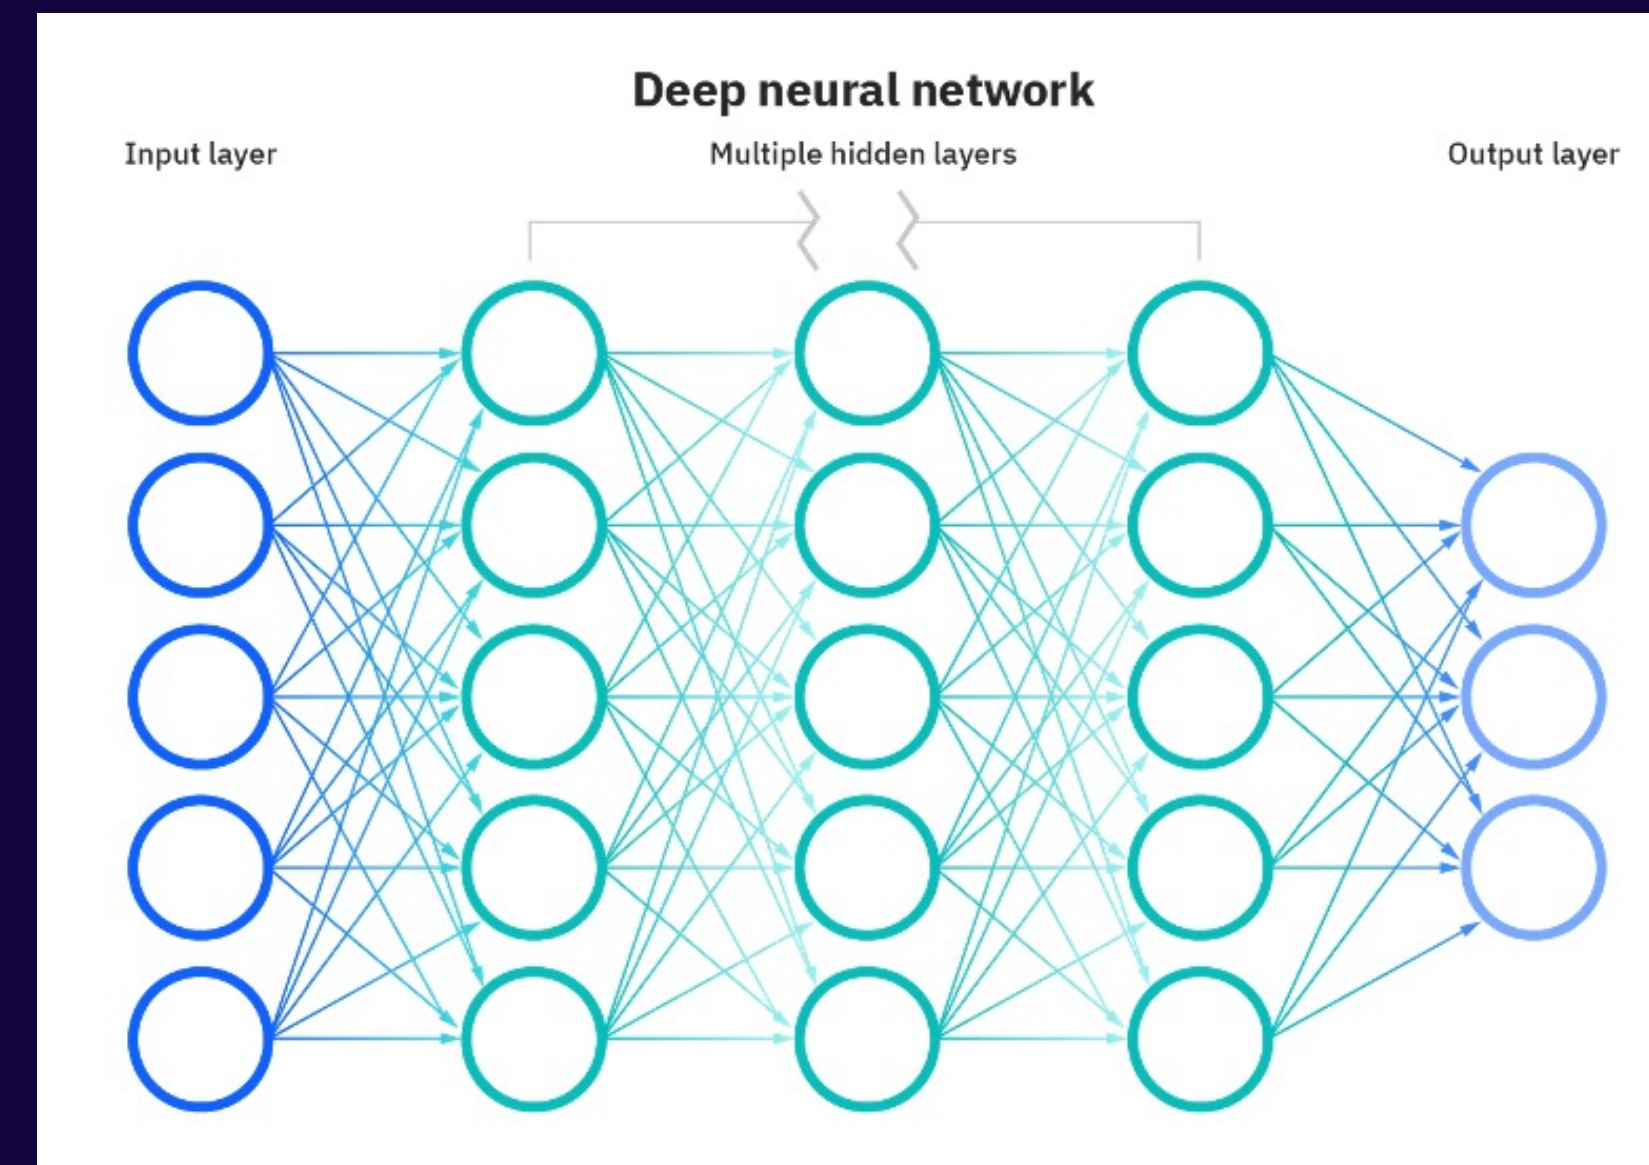 Deep neural network
Input layer
Multiple hidden layers
Output layer